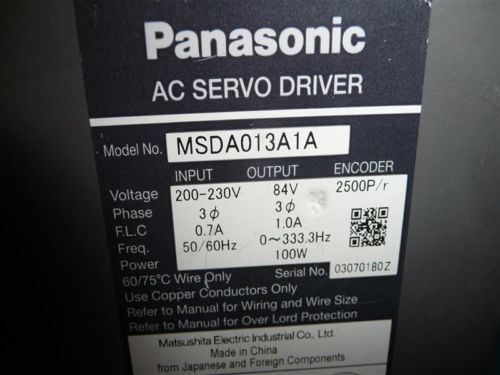 Panasonic
AC SERVO DRIVER
Model No. MSDA013A1A
INPUT OUTPUT ENCODER
Voltage 200-230V 84V 2500P/r
Phase 3ϕ 3ϕ
F.L.C 0.7A 1.0A
Freq. 50/60Hz 0~333.3Hz
Power 100W
60/75°C Wire Only Serial No. 03070180Z
Use Copper Conductors Only
Refer to Manual for Wiring and Wire Size
Refer to Manual for Over Lord Protection
Matsushita Electric Industrial Co., Ltd.
Made in China
from Japanese and Foreign Components